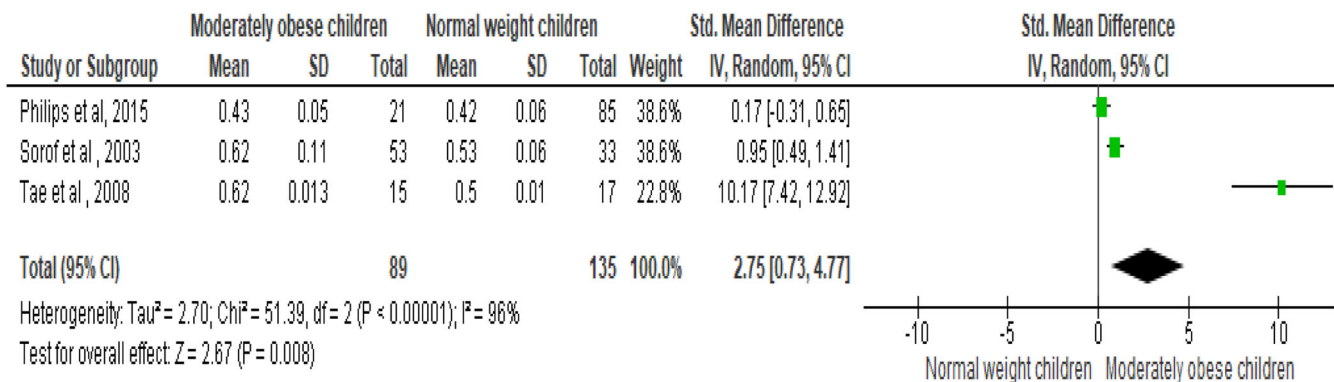 Moderately obese children Normal weight children Std. Mean Difference Std. Mean Difference
Study or Subgroup Mean SD Total Mean SD Total Weight IV, Random, 95% CI IV, Random, 95% CI
Philips et al, 2015 0.43 0.05 21 0.42 0.06 85 38.6% 0.17 [-0.31, 0.65]
Sorof et al , 2003 0.62 0.11 53 0.53 0.06 33 38.6% 0.95 [0.49, 1.41]
Tae et al , 2008 0.62 0.013 15 0.5 0.01 17 22.8% 10.17 [7.42, 12.92]
Total (95% CI) 89 135 100.0% 2.75 [0.73, 4.77]
Heterogeneity: Tau² = 2.70; Chi² = 51.39, df = 2 (P < 0.00001); I² = 96%
Test for overall effect: Z = 2.67 (P = 0.008)
-10 -5 0 5 10
Normal weight children Moderately obese children